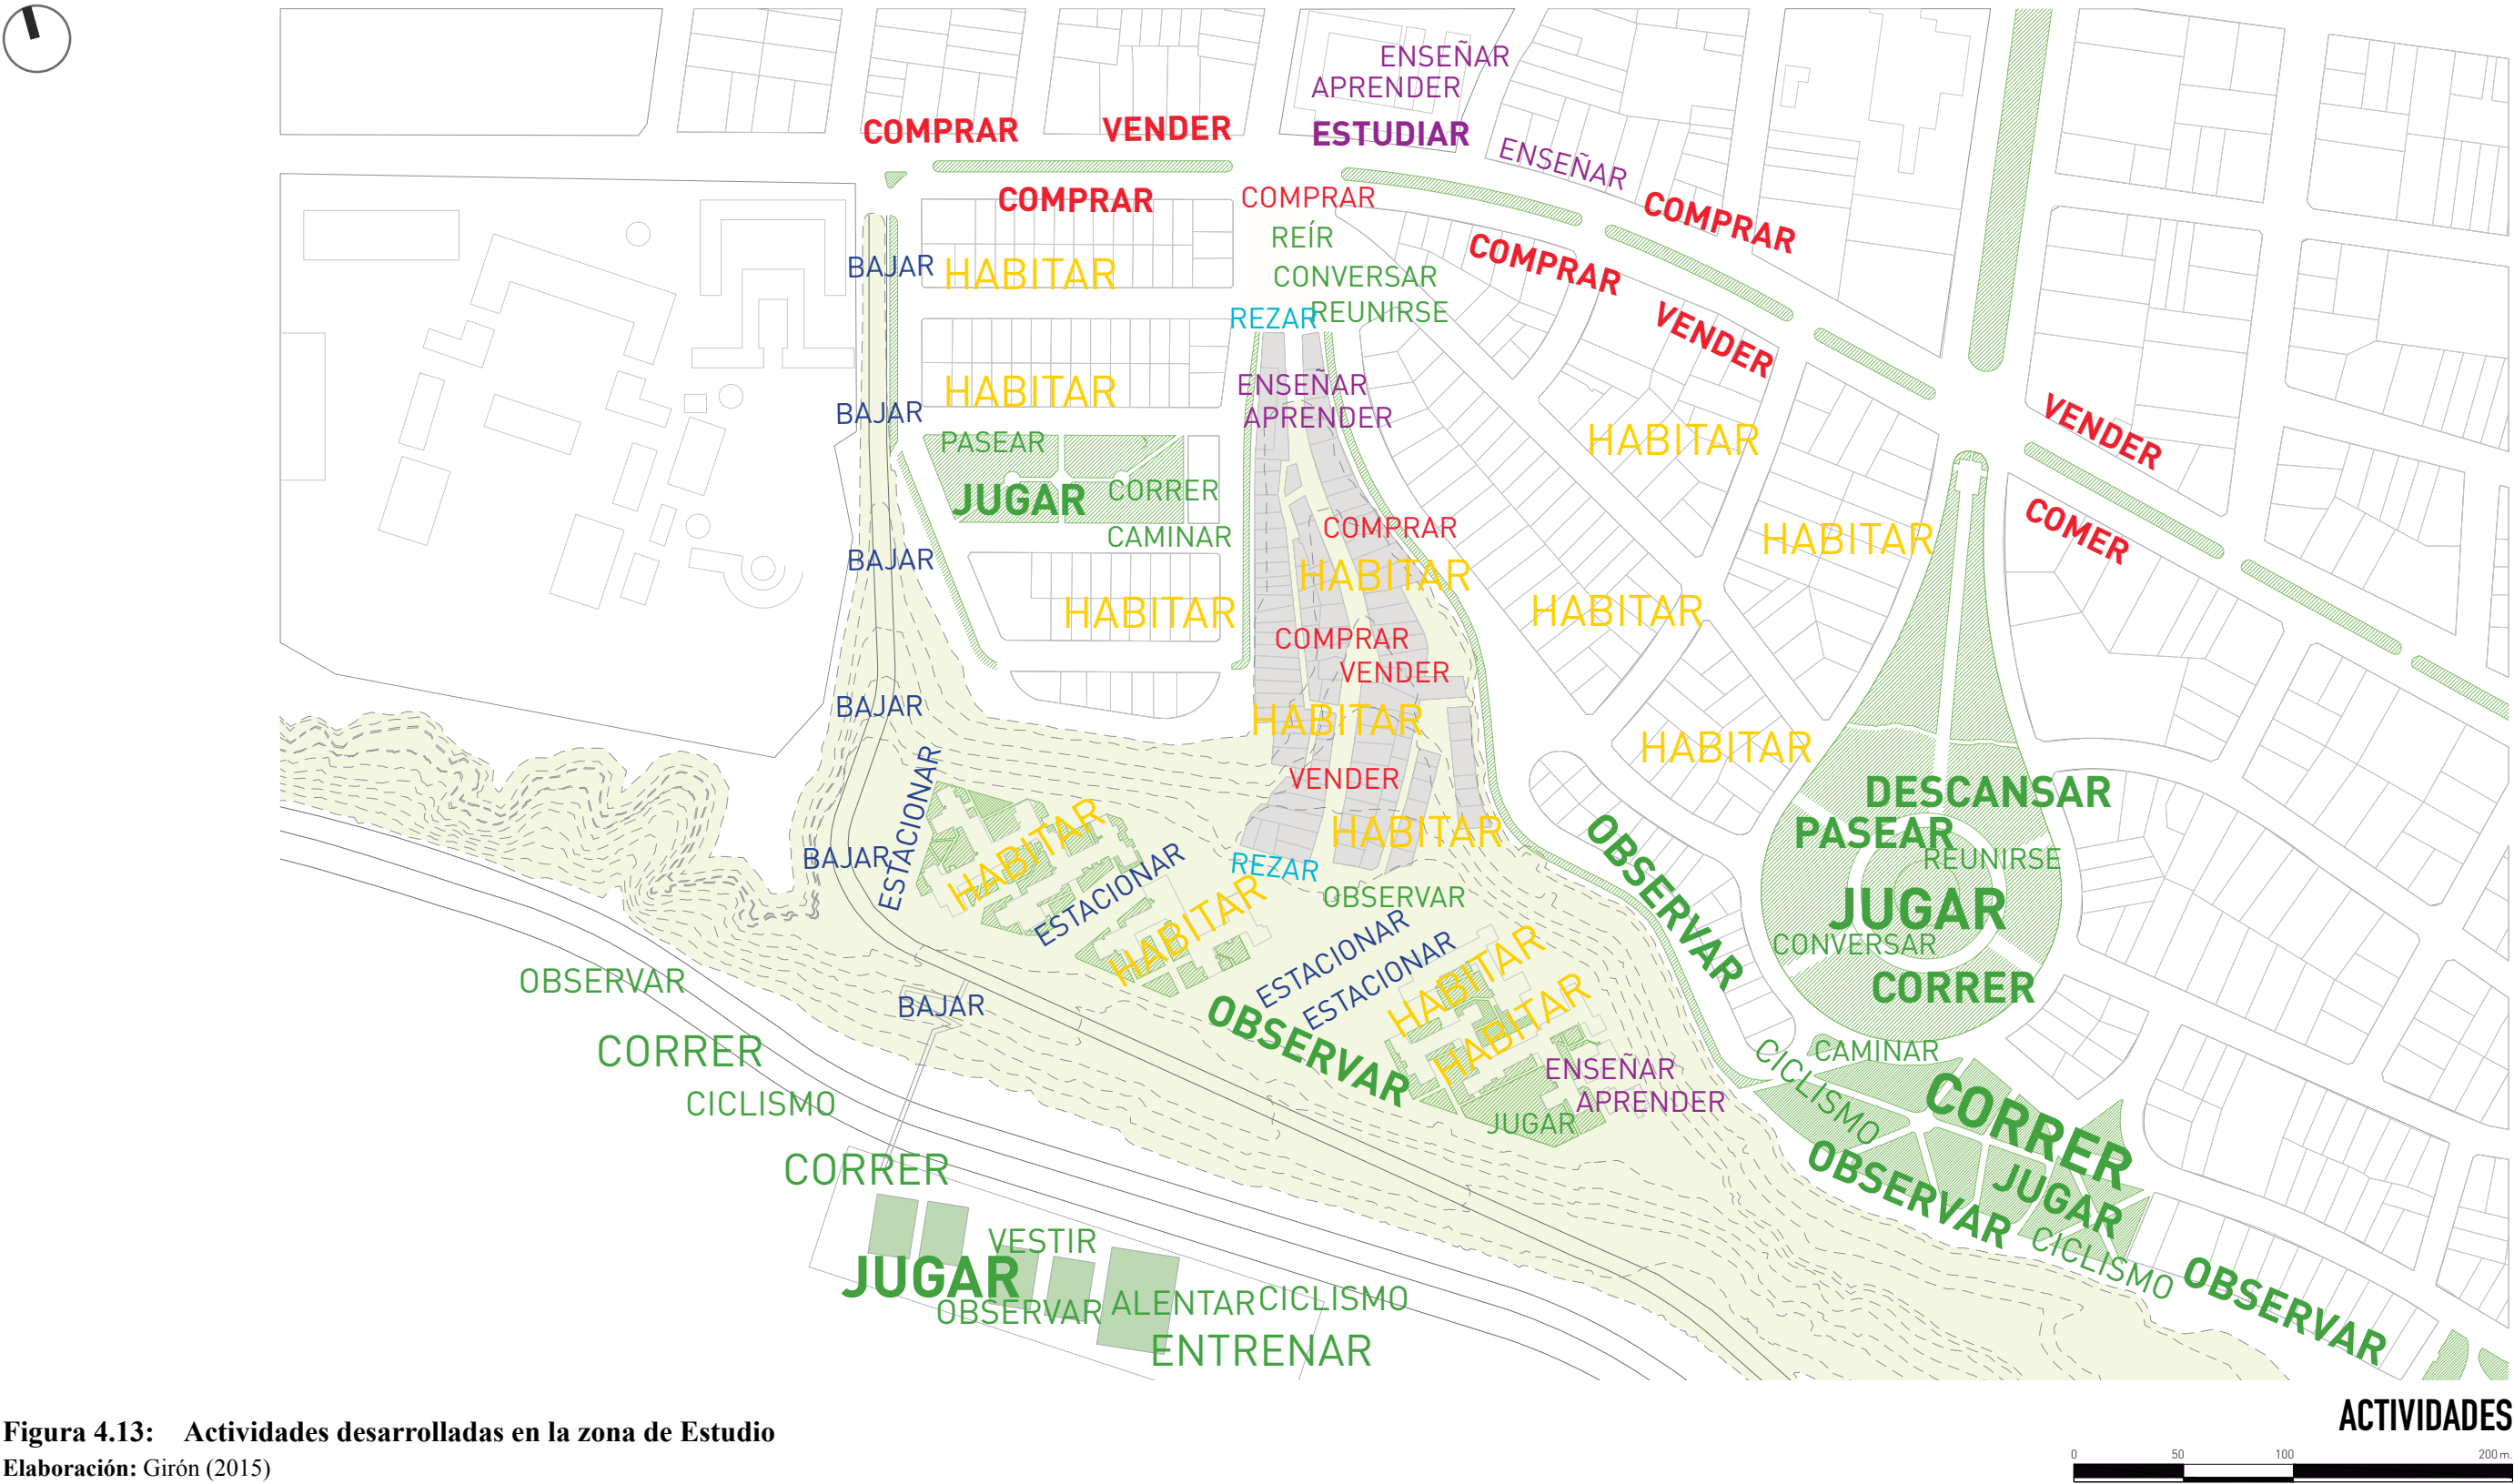 ENSEÑAR
APRENDER
COMPRAR
VENDER
ESTUDIAR
ENSEÑAR
COMPRAR
COMPRAR
COMPRAR
REÍR
COMPRAR
BAJAR
HABITAR
CONVERSAR
REZAR
REUNIRSE
VENDER
BAJAR
HABITAR
ENSEÑAR
APRENDER
HABITAR
VENDER
PASEAR
JUGAR
CORRER
CAMINAR
COMPRAR
HABITAR
COMER
BAJAR
HABITAR
HABITAR
HABITAR
COMPRAR
VENDER
BAJAR
HABITAR
HABITAR
ESTACIONAR
VENDER
DESCANSAR
BAJAR
HABITAR
ESTACIONAR
HABITAR
OBSERVAR
PASEAR
REUNIRSE
REZAR
OBSERVAR
JUGAR
HABITAR
ESTACIONAR
ESTACIONAR
HABITAR
CONVERSAR
CORRER
OBSERVAR
BAJAR
OBSERVAR
HABITAR
CORRER
CICLISMO
CAMINAR
CICLISMO
ENSEÑAR
APRENDER
JUGAR
CORRER
CORRER
OBSERVAR
JUGAR
CICLISMO
OBSERVAR
VESTIR
JUGAR
OBSERVAR
ALENTAR
CICLISMO
ENTRENAR
ACTIVIDADES
Figura 4.13: Actividades desarrolladas en la zona de Estudio
Elaboración: Girón (2015)
0 50 100 200 m.